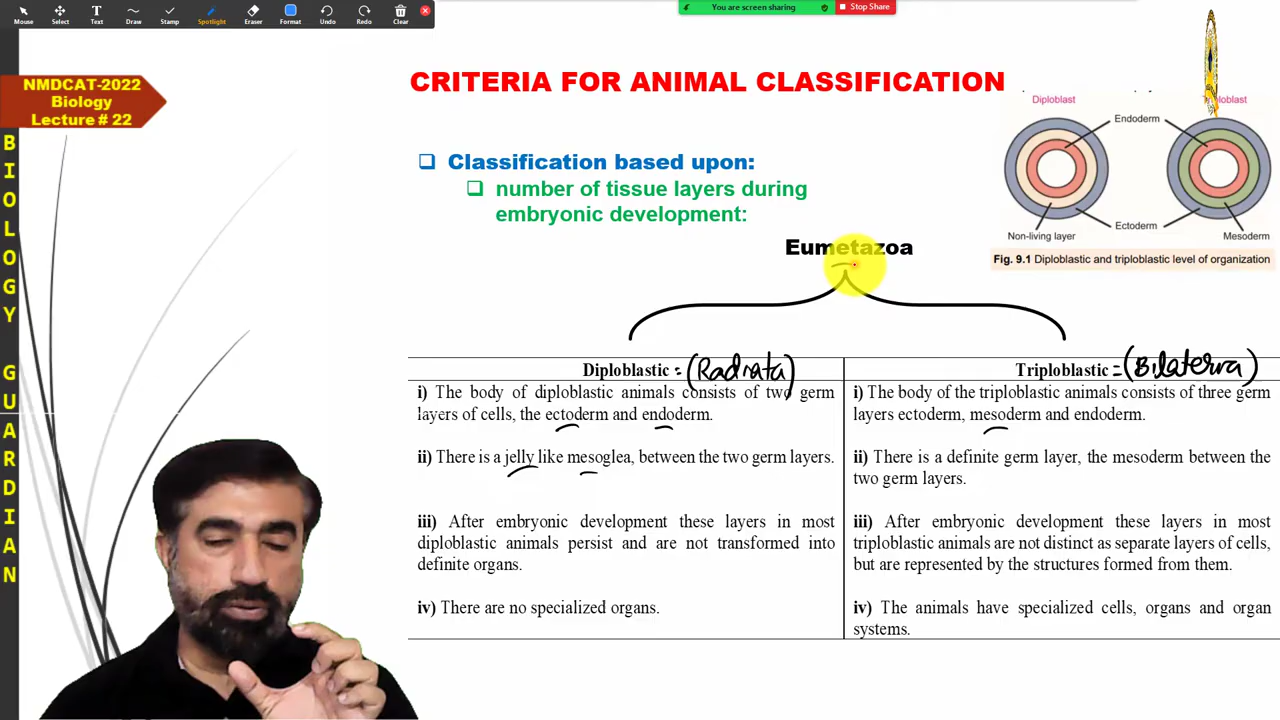 Mouse Select Text Draw Stamp Spotlight Eraser Format Undo Redo Clear
You are screen sharing Stop Share
NMDCAT-2022
Biology
Lecture # 22
BIOLOGY GUARDIAN
CRITERIA FOR ANIMAL CLASSIFICATION
Classification based upon:
number of tissue layers during
embryonic development:
Eumetazoa
Diploblast
Endoderm
Ectoderm
Non-living layer
Mesoderm
Fig. 9.1 Diploblastic and triploblastic level of organization
Diploblastic = (Radiata)
i) The body of diploblastic animals consists of two germ
layers of cells, the ectoderm and endoderm.
ii) There is a jelly like mesoglea, between the two germ layers.
iii) After embryonic development these layers in most
diploblastic animals persist and are not transformed into
definite organs.
iv) There are no specialized organs.
Triploblastic = (Bilaterra)
i) The body of the triploblastic animals consists of three germ
layers ectoderm, mesoderm and endoderm.
ii) There is a definite germ layer, the mesoderm between the
two germ layers.
iii) After embryonic development these layers in most
triploblastic animals are not distinct as separate layers of cells,
but are represented by the structures formed from them.
iv) The animals have specialized cells, organs and organ
systems.